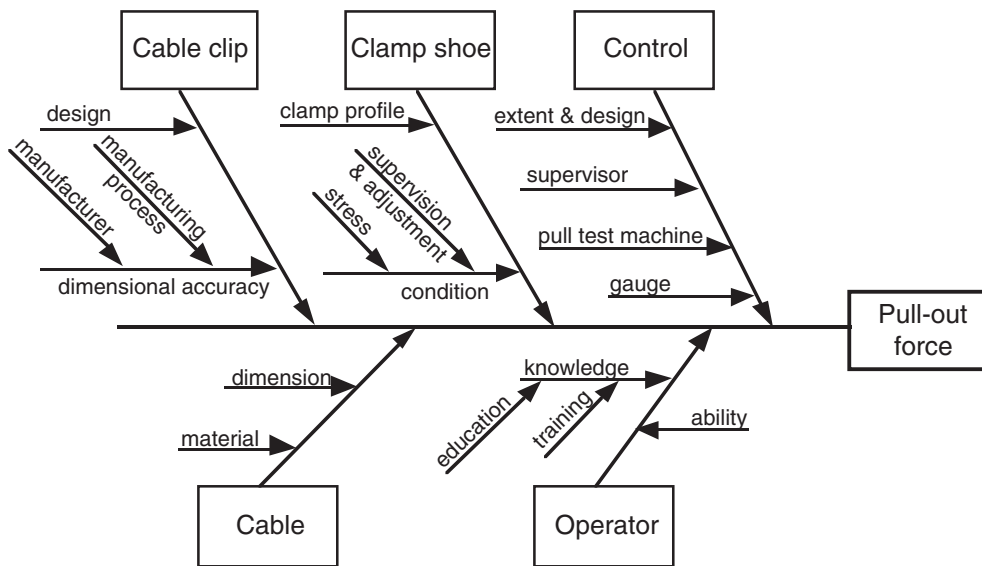 Cable clip
Clamp shoe
Control
design
manufacturer
manufacturing
process
dimensional accuracy
clamp profile
stress
supervision
& adjustment
condition
extent & design
supervisor
pull test machine
gauge
Pull-out
force
dimension
material
Cable
knowledge
education
training
ability
Operator